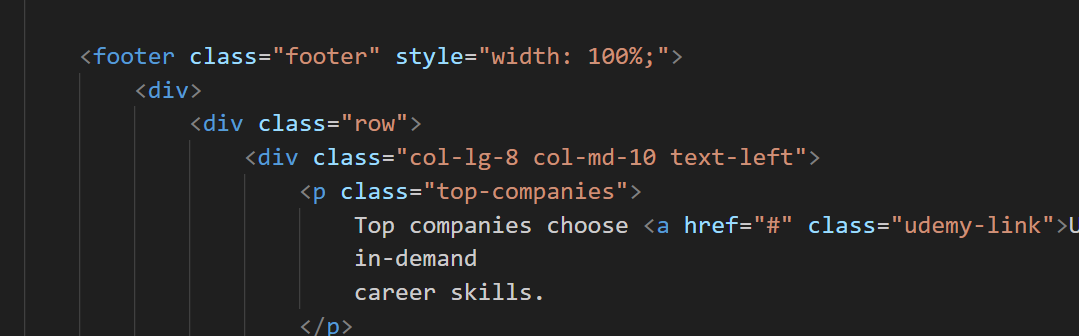 <footer class="footer" style="width: 100%;">
<div>
<div class="row">
<div class="col-lg-8 col-md-10 text-left">
<p class="top-companies">
Top companies choose <a href="#" class="udemy-link">U
in-demand
career skills.
</p>